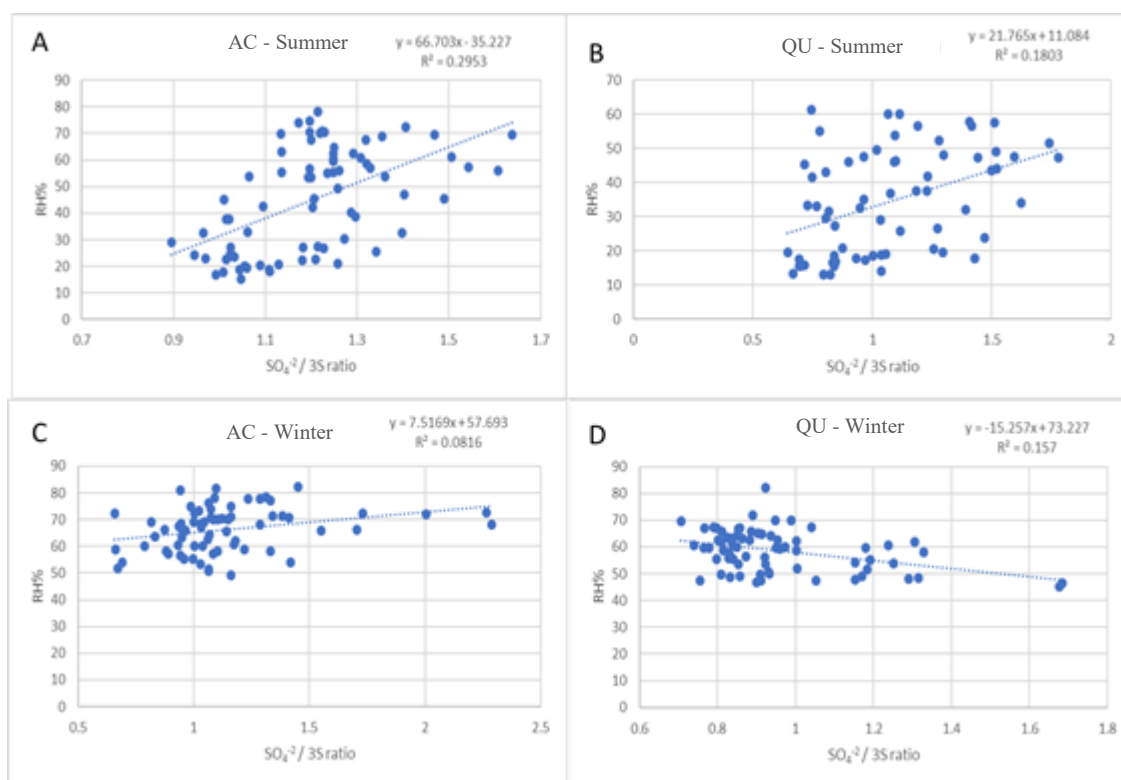 A
AC - Summer
y = 66.703x - 35.227
R² = 0.2953
90
80
70
60
50
40
30
20
10
0
RH%
0.7
0.9
1.1
1.3
1.5
1.7
SO₄⁻² / 3S ratio
B
QU - Summer
y = 21.765x + 11.084
R² = 0.1803
70
60
50
40
30
20
10
0
RH%
0
0.5
1
1.5
2
SO₄⁻² / 3S ratio
C
AC - Winter
y = 7.5169x + 57.693
R² = 0.0816
90
80
70
60
50
40
30
20
10
0
RH%
0.5
1
1.5
2
2.5
SO₄⁻² / 3S ratio
D
QU - Winter
y = -15.257x + 73.227
R² = 0.157
90
80
70
60
50
40
30
20
10
0
RH%
0.6
0.8
1
1.2
1.4
1.6
1.8
SO₄⁻² / 3S ratio